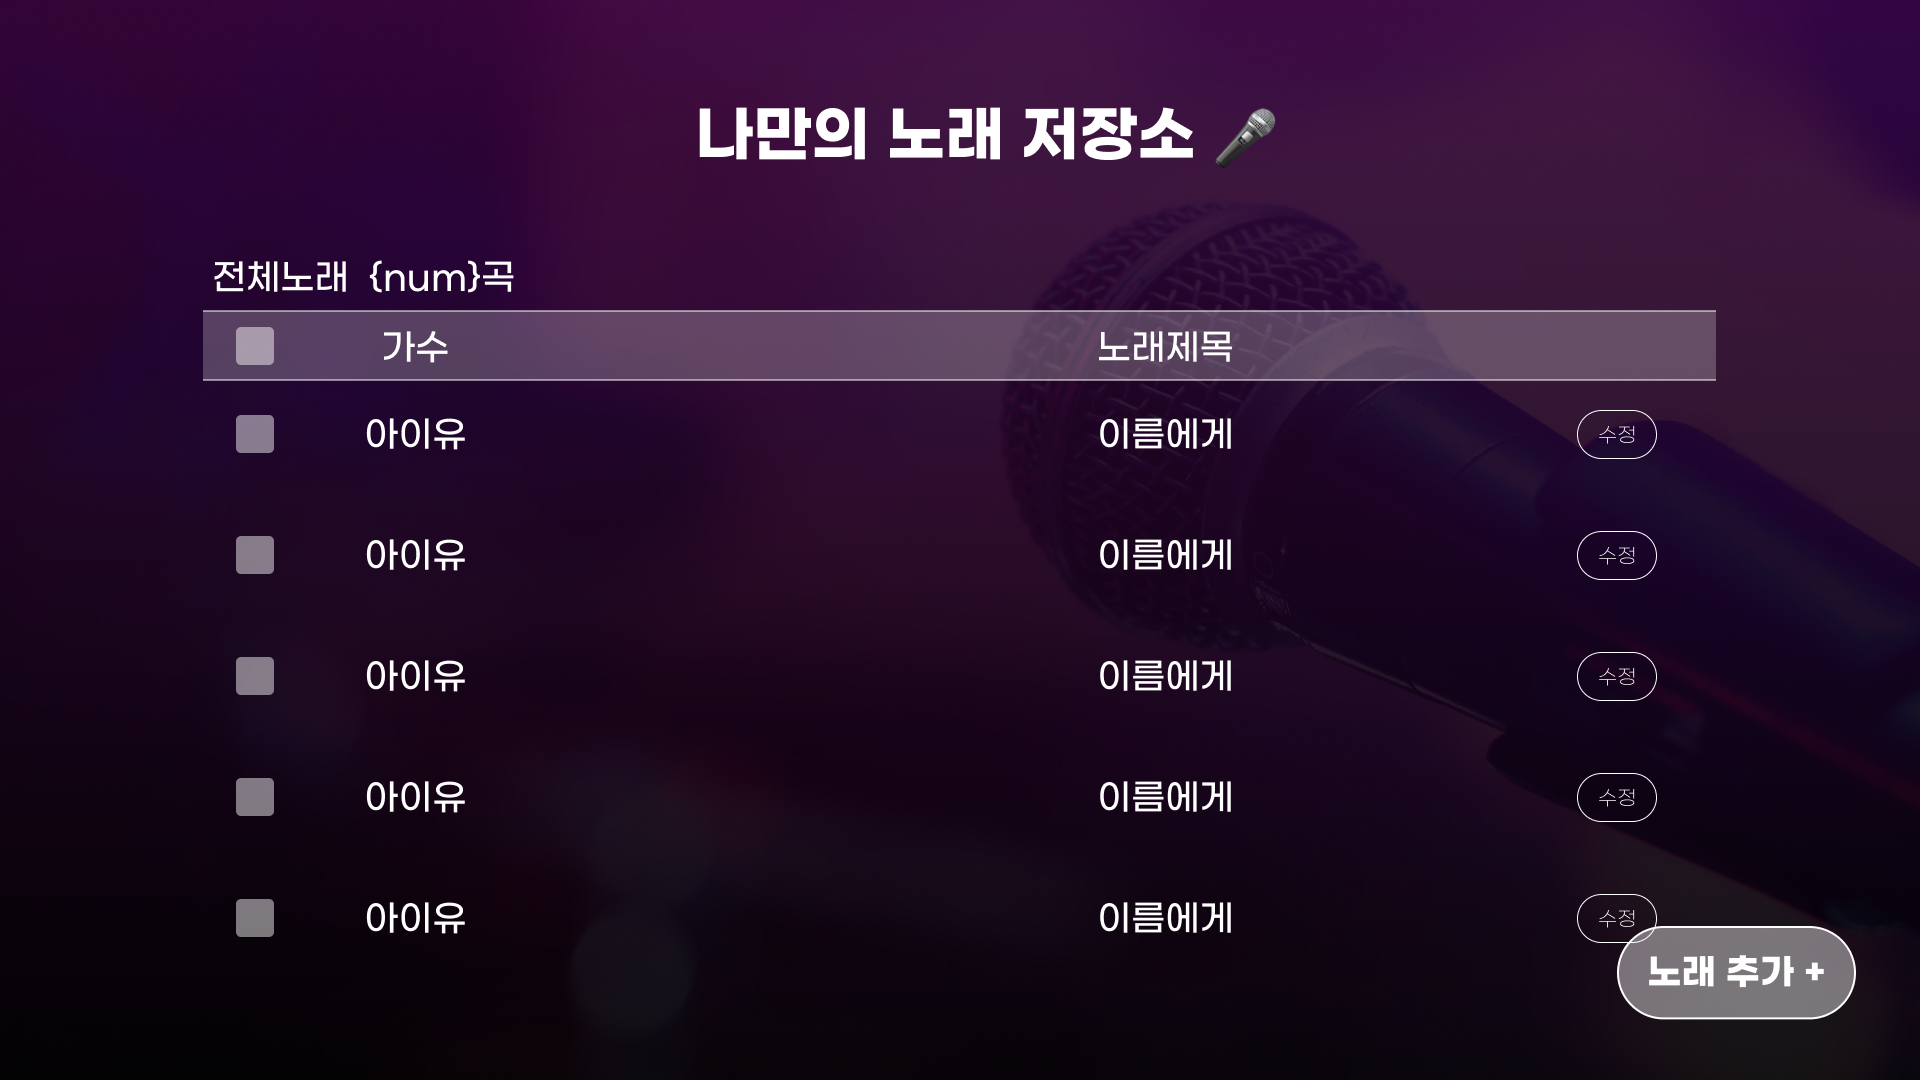 나만의 노래 저장소 🎤
전체노래 {num}곡
가수 노래제목
아이유 이름에게 수정
아이유 이름에게 수정
아이유 이름에게 수정
아이유 이름에게 수정
아이유 이름에게 수정
노래 추가 +